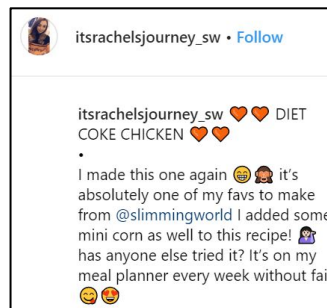 itsrachelsjourney_sw • Follow
itsrachelsjourney_sw 🧡🧡 DIET
COKE CHICKEN 🧡🧡
•
I made this one again 😁🙈 it's
absolutely one of my favs to make
from @slimmingworld I added some
mini corn as well to this recipe! 💁🏻‍♀️
has anyone else tried it? It's on my
meal planner every week without fai
😋😍